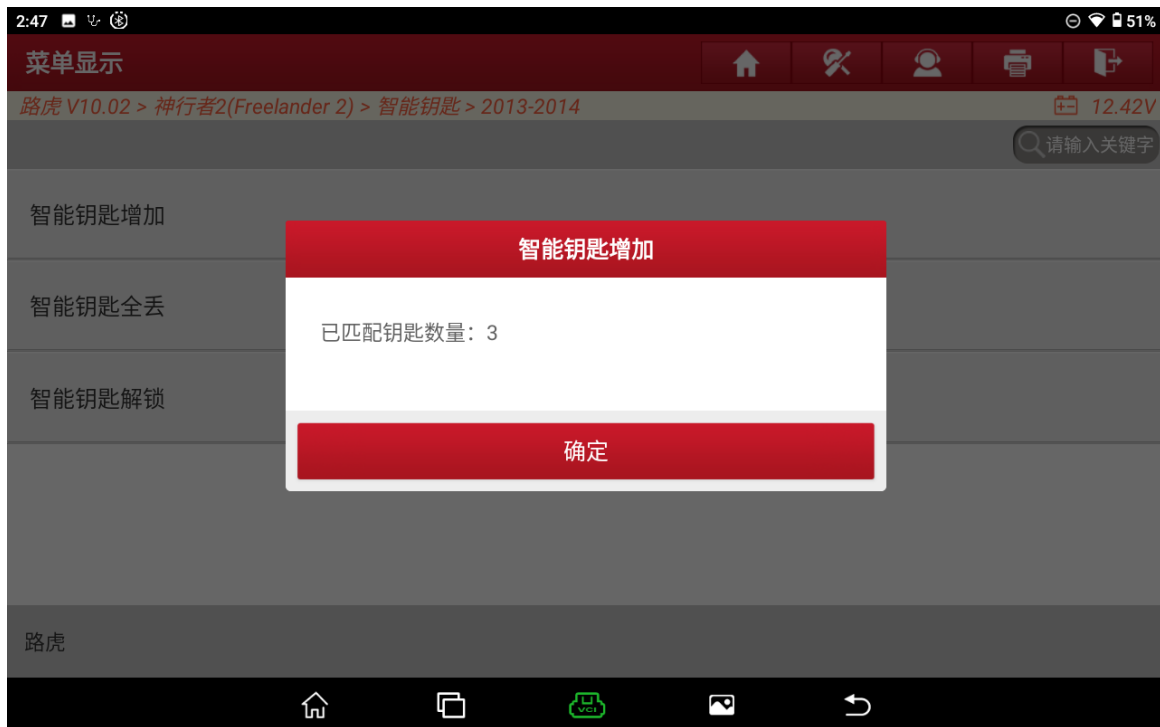 2:47
51%
菜单显示
路虎 V10.02 > 神行者2(Freelander 2) > 智能钥匙 > 2013-2014
12.42V
请输入关键字
智能钥匙增加
智能钥匙全丢
智能钥匙解锁
智能钥匙增加
已匹配钥匙数量：3
确定
路虎
VCI